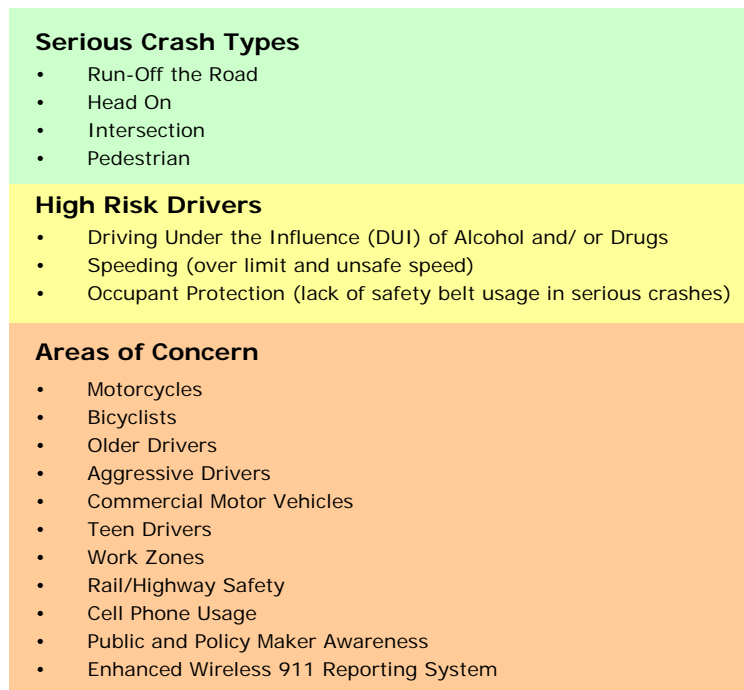 Serious Crash Types
• Run-Off the Road
• Head On
• Intersection
• Pedestrian
High Risk Drivers
• Driving Under the Influence (DUI) of Alcohol and/ or Drugs
• Speeding (over limit and unsafe speed)
• Occupant Protection (lack of safety belt usage in serious crashes)
Areas of Concern
• Motorcycles
• Bicyclists
• Older Drivers
• Aggressive Drivers
• Commercial Motor Vehicles
• Teen Drivers
• Work Zones
• Rail/Highway Safety
• Cell Phone Usage
• Public and Policy Maker Awareness
• Enhanced Wireless 911 Reporting System